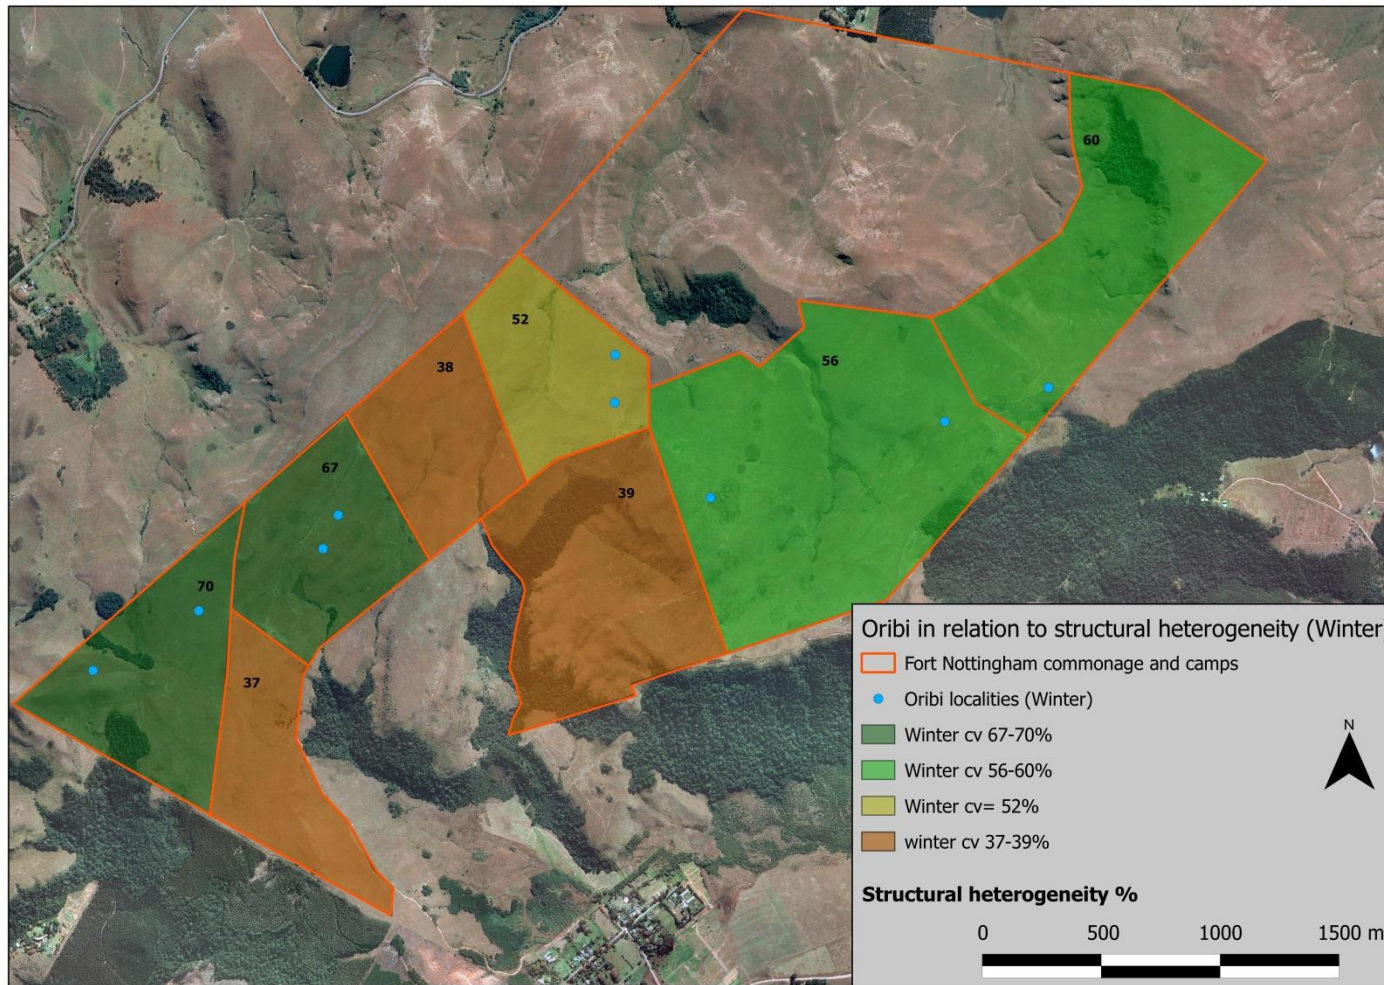 60
52
56
38
67
39
70
37
Oribi in relation to structural heterogeneity (Winter
Fort Nottingham commonage and camps
Oribi localities (Winter)
Winter cv 67-70%
Winter cv 56-60%
Winter cv= 52%
winter cv 37-39%
N
Structural heterogeneity %
0 500 1000 1500 m